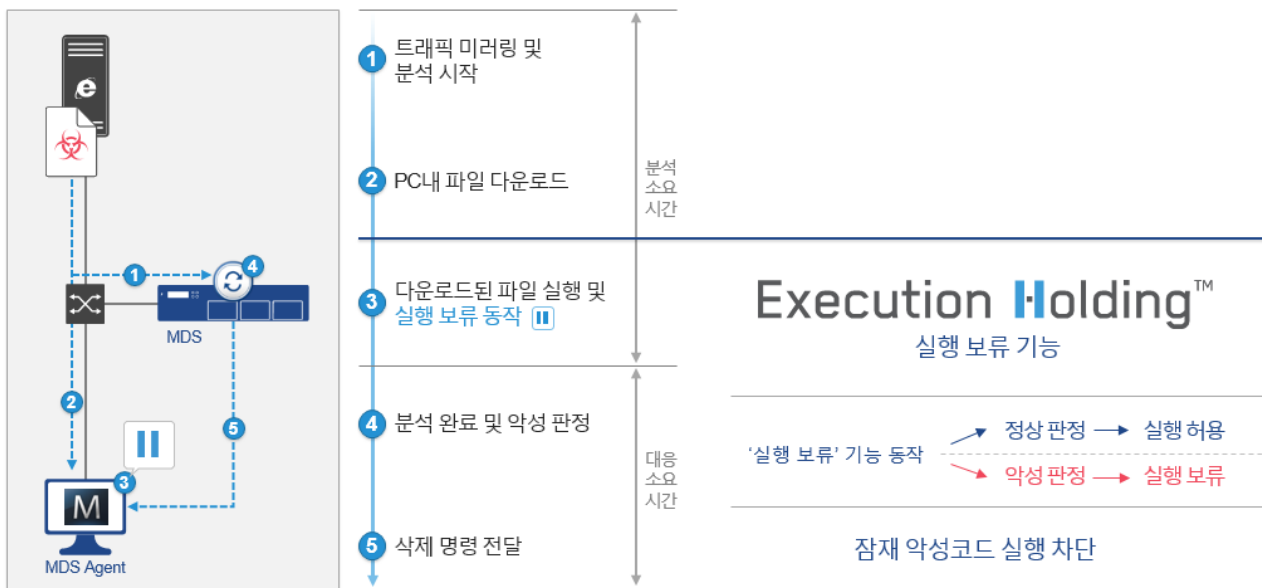 e
1
4
MDS
2
5
3
M
MDS Agent
1
트래픽 미러링 및
분석 시작
2
PC내 파일 다운로드
3
다운로드된 파일 실행 및
실행 보류 동작
4
분석 완료 및 악성 판정
5
삭제 명령 전달
분석
소요
시간
대응
소요
시간
Execution Holding™
실행 보류 기능
'실행 보류' 기능 동작
정상 판정 → 실행 허용
악성 판정 → 실행 보류
잠재 악성코드 실행 차단